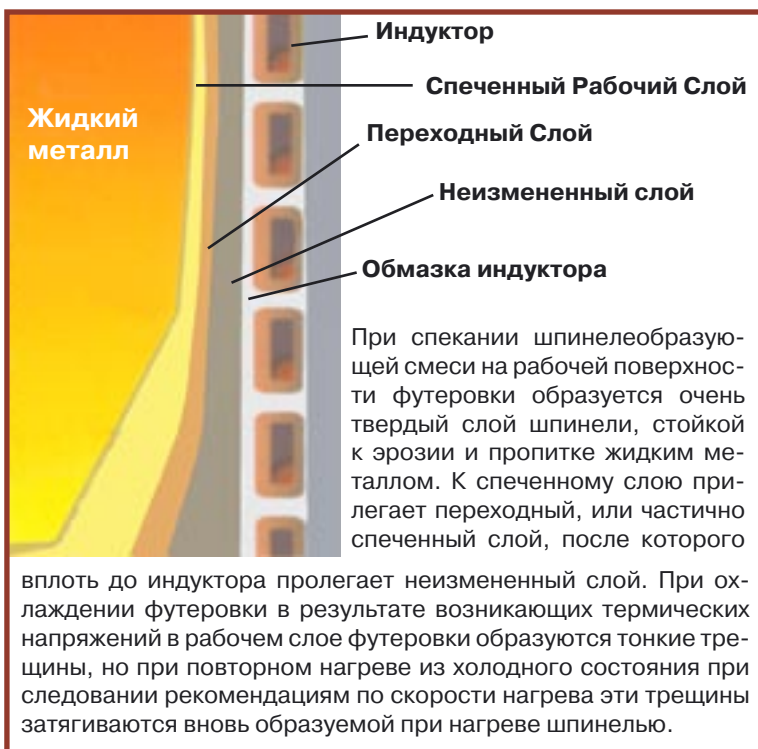 Индуктор
Спеченный Рабочий Слой
Жидкий
металл
Переходный Слой
Неизмененный слой
Обмазка индуктора
При спекании шпинелеобразую-
щей смеси на рабочей поверхнос-
ти футеровки образуется очень
твердый слой шпинели, стойкой
к эрозии и пропитке жидким ме-
таллом. К спеченному слою при-
легает переходный, или частично
спеченный слой, после которого
вплоть до индуктора пролегает неизмененный слой. При ох-
лаждении футеровки в результате возникающих термических
напряжений в рабочем слое футеровки образуются тонкие тре-
щины, но при повторном нагреве из холодного состояния при
следовании рекомендациям по скорости нагрева эти трещины
затягиваются вновь образуемой при нагреве шпинелью.